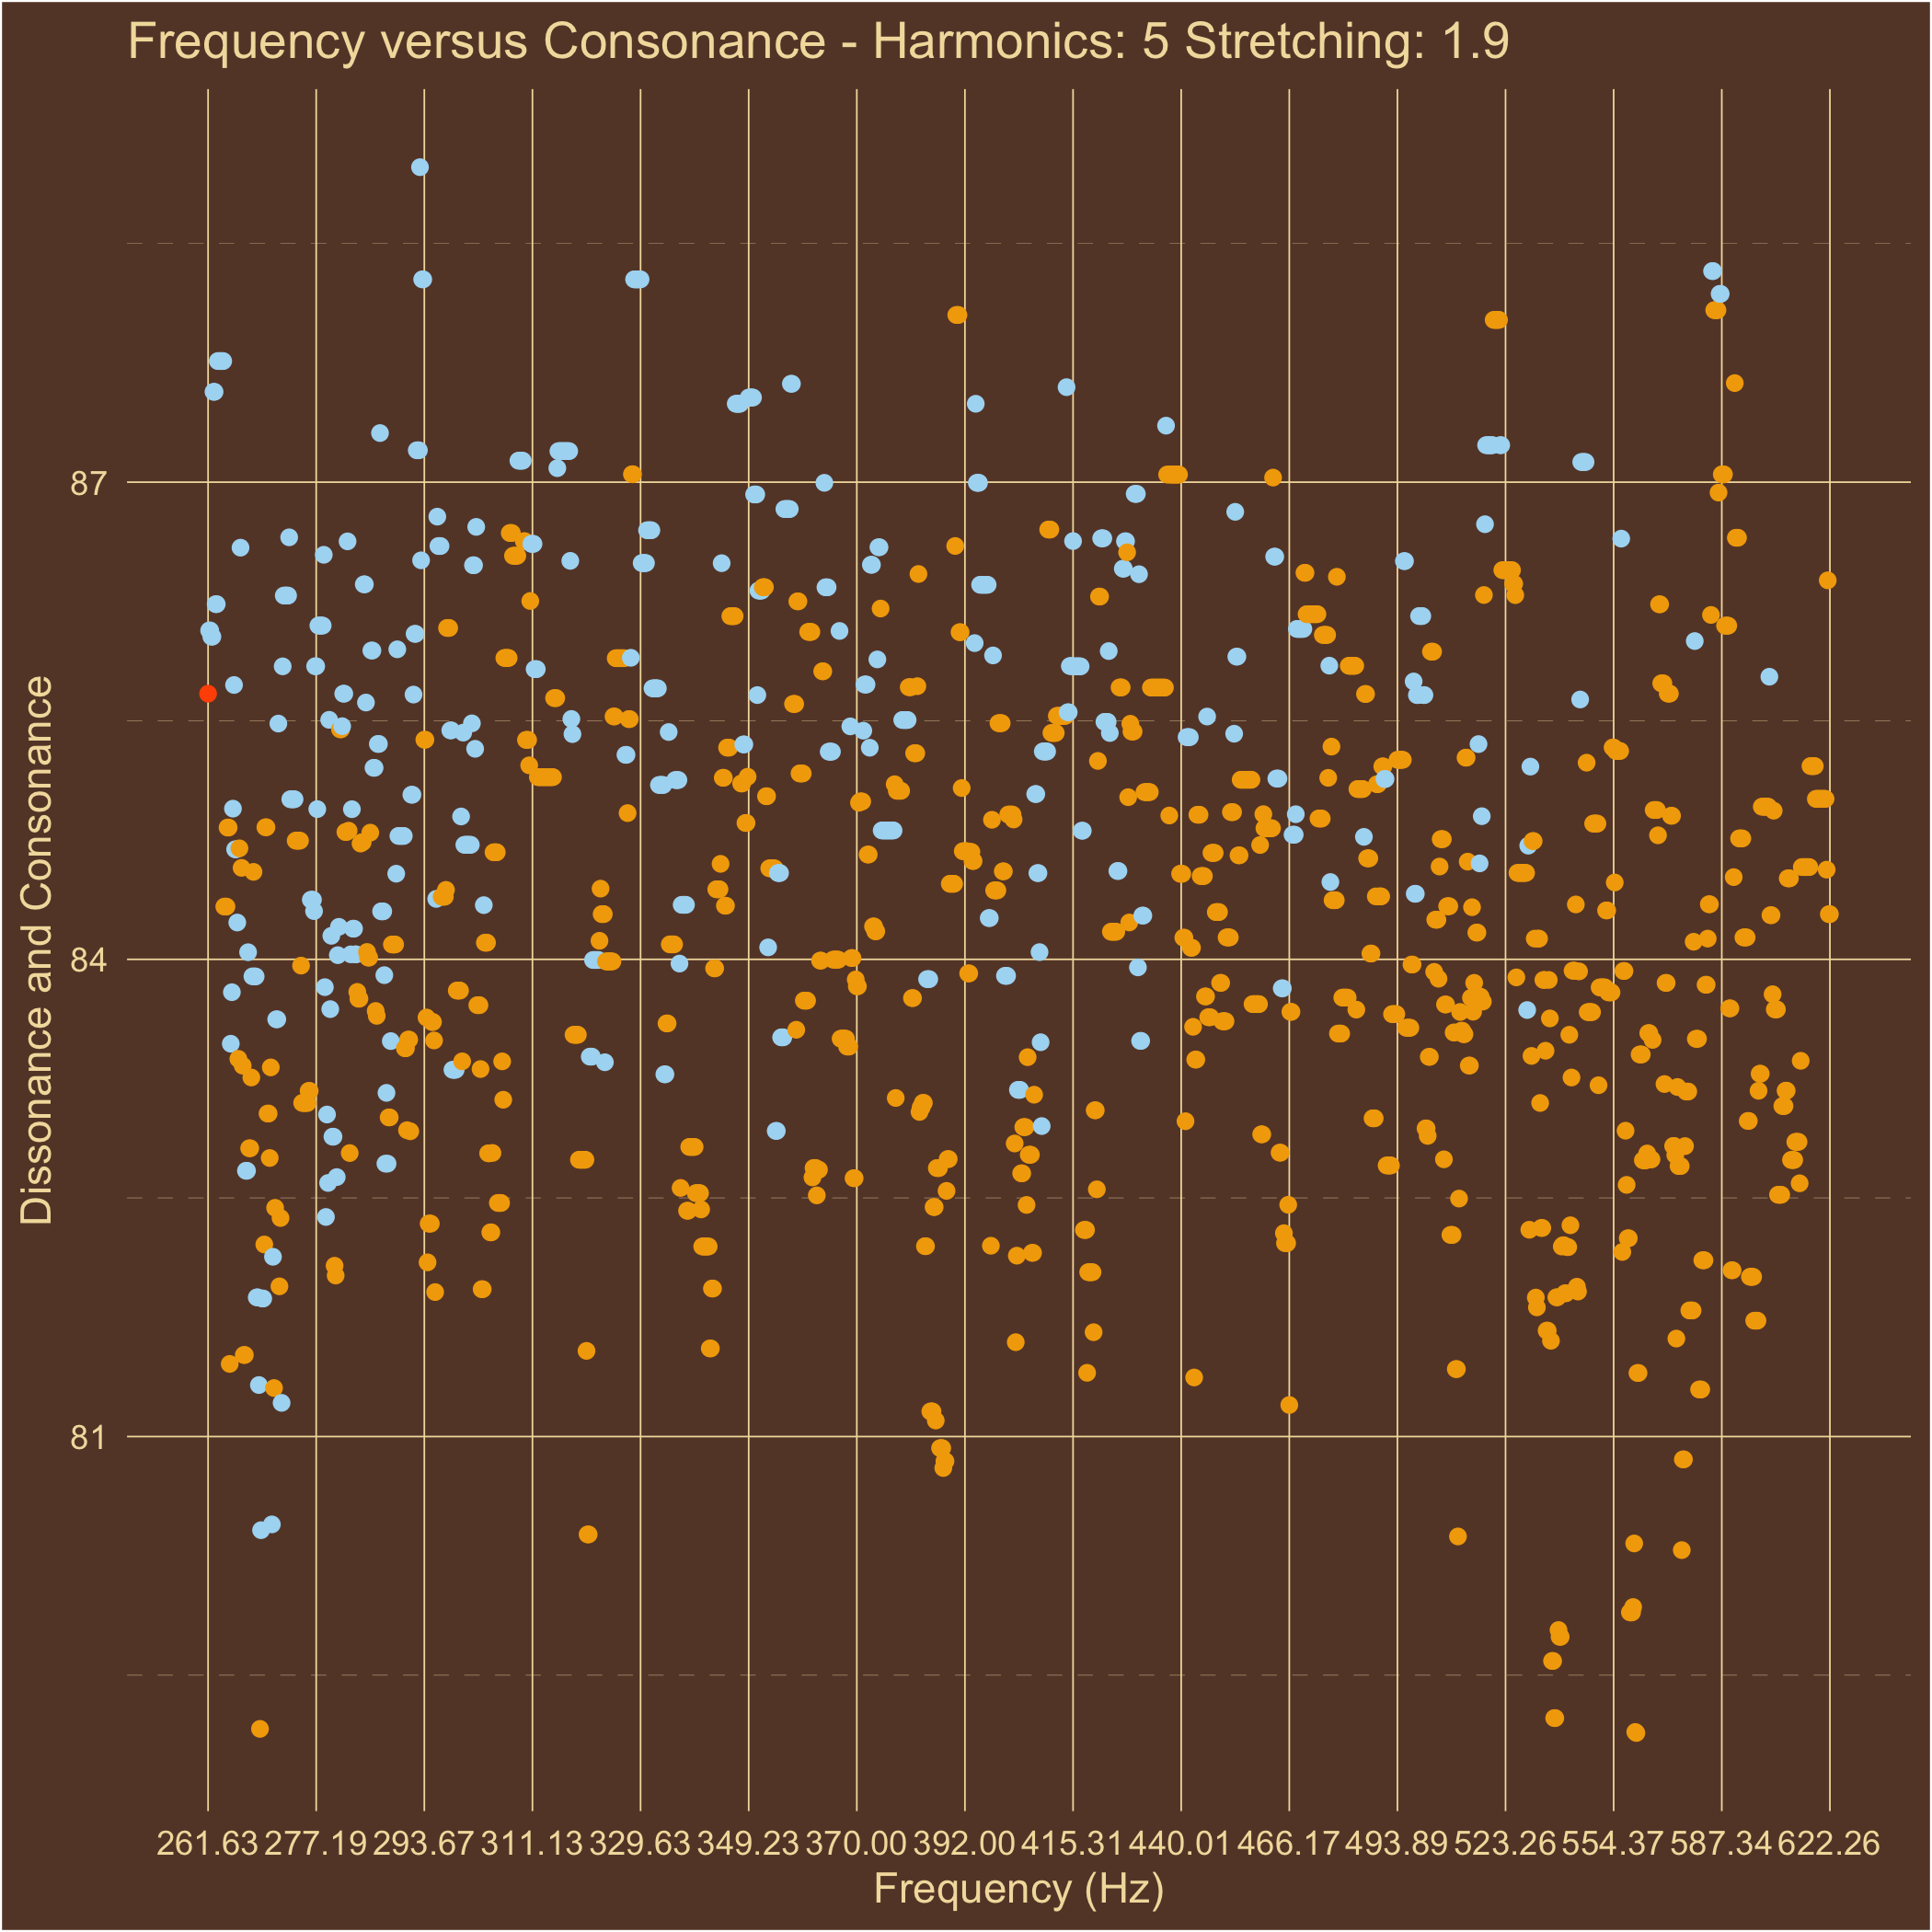 Frequency versus Consonance - Harmonics: 5 Stretching: 1.9
Dissonance and Consonance
87
84
81
261.63 277.19 293.67 311.13 329.63 349.23 370.00 392.00 415.31 440.01 466.17 493.89 523.26 554.37 587.34 622.26
Frequency (Hz)